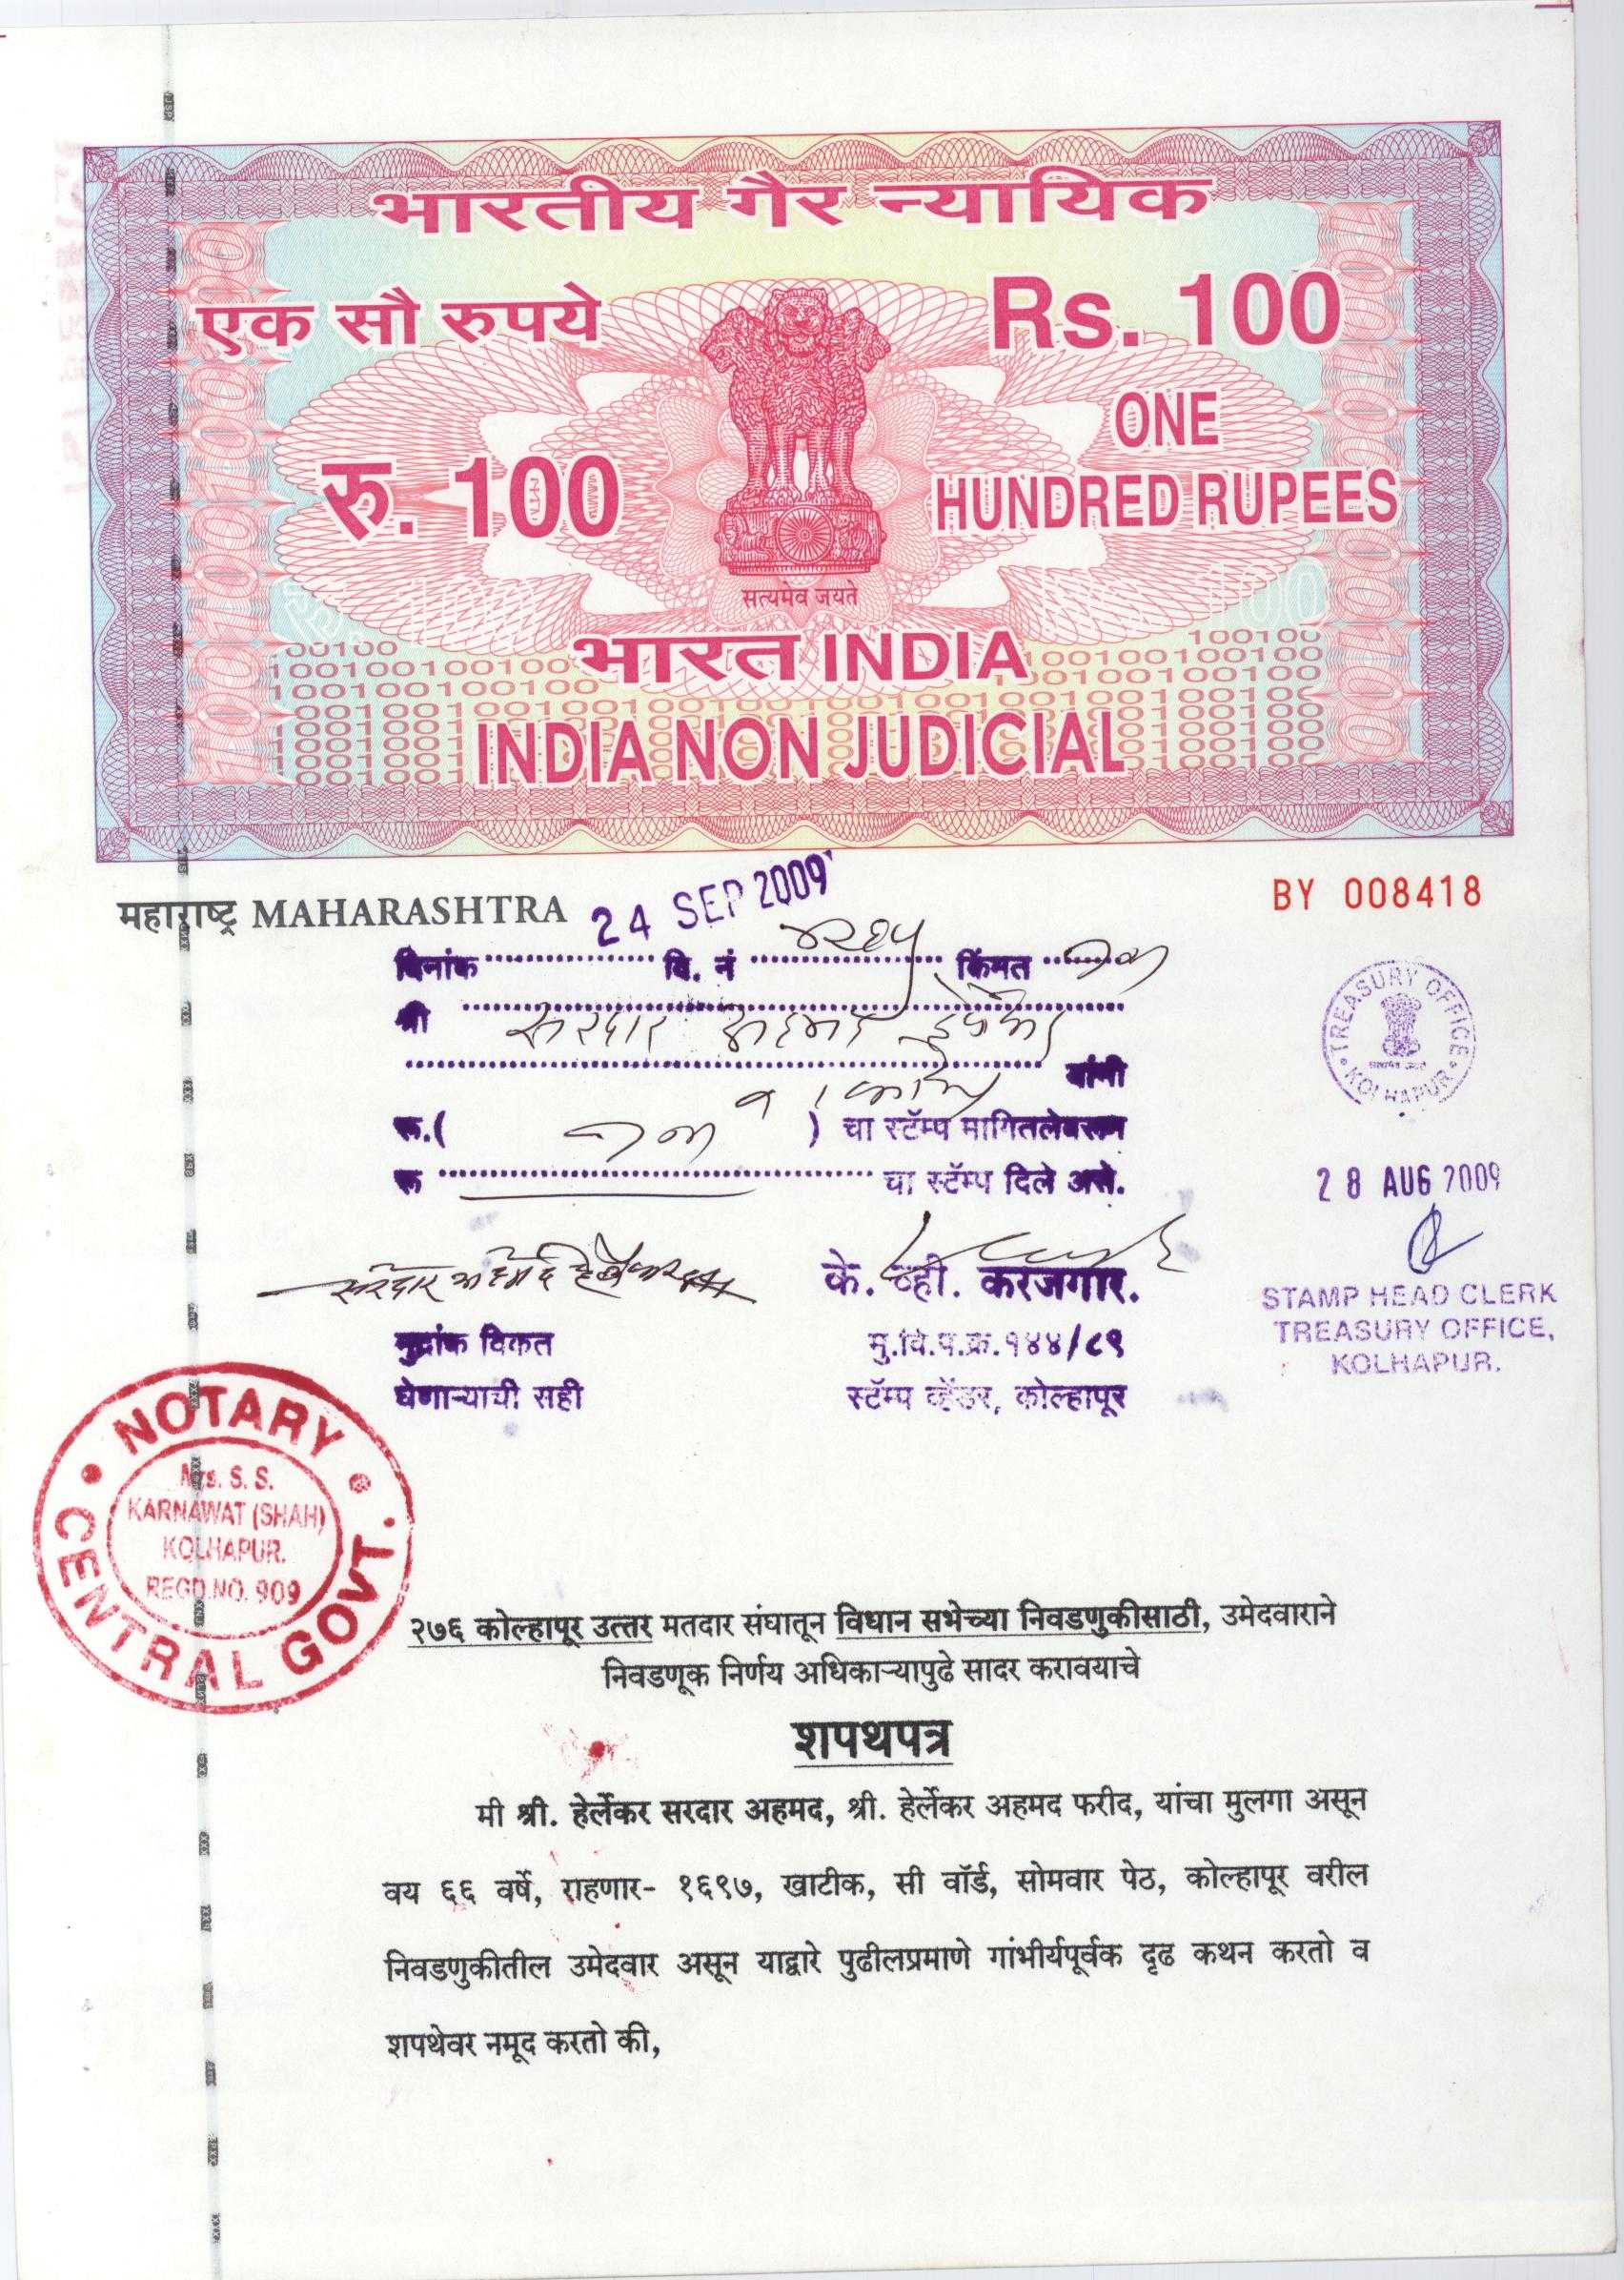 भारतीय गैर न्यायिक
एक सौ रुपये
Rs. 100
रु. 100
ONE
HUNDRED RUPEES
सत्यमेव जयते
भारत INDIA
INDIA NON JUDICIAL
महाराष्ट्र MAHARASHTRA
BY 008418
24 SEP 2009
दिनांक वि. नं किंमत
श्री सरदार अहमद
यांनी
रू.( ) चा स्टॅम्प मागितलेवरून
रू चा स्टॅम्प दिले असे.
TREASURY OFFICE
KOLHAPUR
28 AUG 2009
STAMP HEAD CLERK
TREASURY OFFICE,
KOLHAPUR.
सरदार अहमद हेर्लेकर
के. व्ही. करजगार.
मुद्रांक विकत
मु.वि.प.क्र.१४४/८९
घेणाऱ्याची सही
स्टॅम्प व्हेंडर, कोल्हापूर
NOTARY
Mrs. S. S.
KARNAWAT (SHAH)
KOLHAPUR.
REGD.NO. 909
CENTRAL GOVT.
२७६ कोल्हापूर उत्तर मतदार संघातून विधान सभेच्या निवडणुकीसाठी, उमेदवाराने
निवडणूक निर्णय अधिकाऱ्यापुढे सादर करावयाचे
शपथपत्र
मी श्री. हेर्लेकर सरदार अहमद, श्री. हेर्लेकर अहमद फरीद, यांचा मुलगा असून
वय ६६ वर्षे, राहणार- १६९७, खाटीक, सी वॉर्ड, सोमवार पेठ, कोल्हापूर वरील
निवडणुकीतील उमेदवार असून याद्वारे पुढीलप्रमाणे गांभीर्यपूर्वक दृढ कथन करतो व
शपथेवर नमूद करतो की,